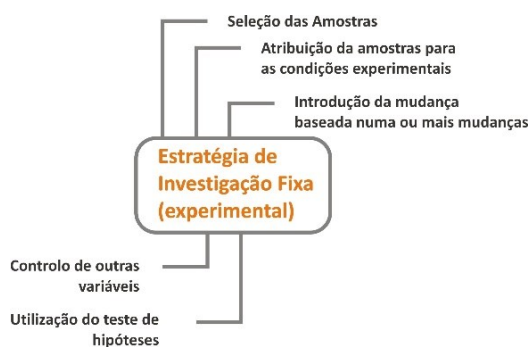 Seleção das Amostras
Atribuição da amostras para
as condições experimentais
Introdução da mudança
baseada numa ou mais mudanças
Estratégia de
Investigação Fixa
(experimental)
Controlo de outras
variáveis
Utilização do teste de
hipóteses